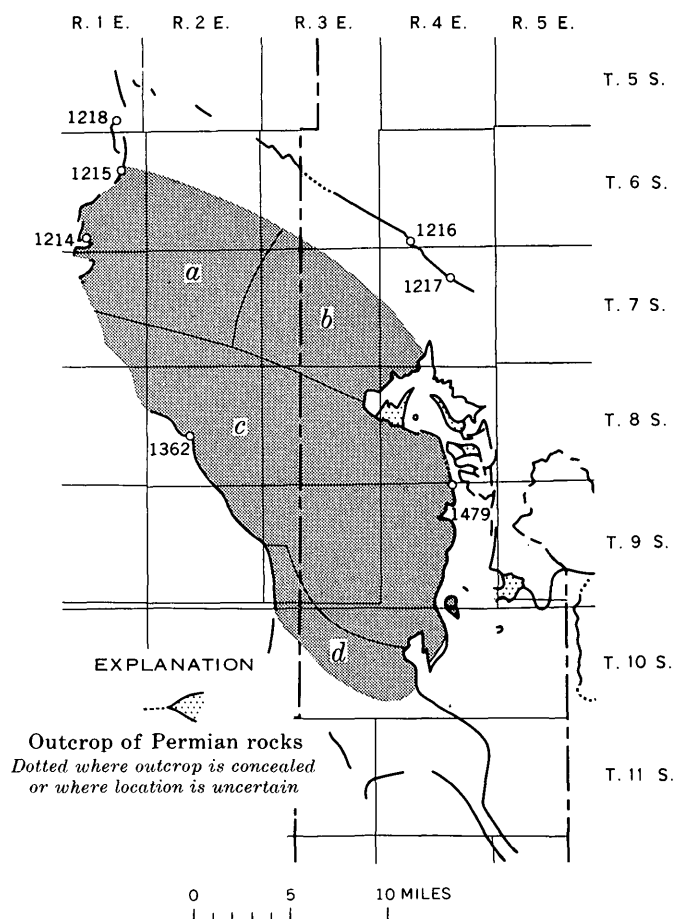 R. 1 E. R. 2 E. R. 3 E. R. 4 E. R. 5 E.
T. 5 S.
1218
1215
T. 6 S.
1214
1216
a
1217
b
T. 7 S.
c
T. 8 S.
1362
1479
T. 9 S.
d
T. 10 S.
EXPLANATION
Outcrop of Permian rocks
Dotted where outcrop is concealed
or where location is uncertain
T. 11 S.
0 5 10 MILES